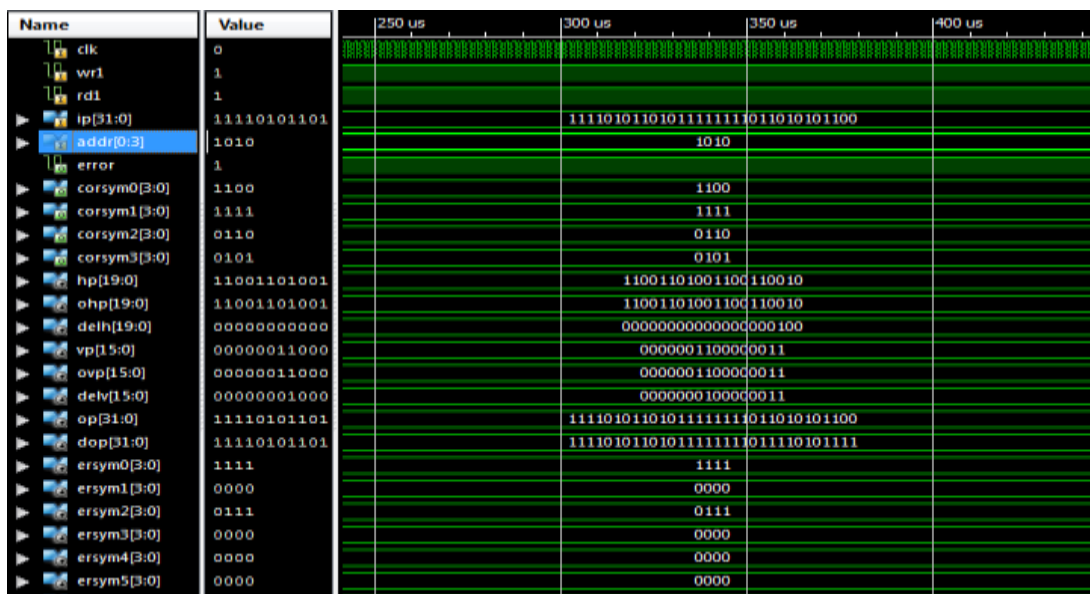 Name Value 250 us 300 us 350 us 400 us
clk 0
wr1 1
rd1 1
ip[31:0] 11110101101 11110101101011111111011010101100
addr[0:3] 1010 1010
error 1
corsym0[3:0] 1100 1100
corsym1[3:0] 1111 1111
corsym2[3:0] 0110 0110
corsym3[3:0] 0101 0101
hp[19:0] 11001101001 11001101001100110010
ohp[19:0] 11001101001 11001101001100110010
delh[19:0] 00000000000 00000000000000000100
vp[15:0] 00000011000 0000001100000011
ovp[15:0] 00000011000 0000001100000011
delv[15:0] 00000001000 0000000100000011
op[31:0] 11110101101 11110101101011111111011010101100
dop[31:0] 11110101101 11110101101011111111011110101111
ersym0[3:0] 1111 1111
ersym1[3:0] 0000 0000
ersym2[3:0] 0111 0111
ersym3[3:0] 0000 0000
ersym4[3:0] 0000 0000
ersym5[3:0] 0000 0000